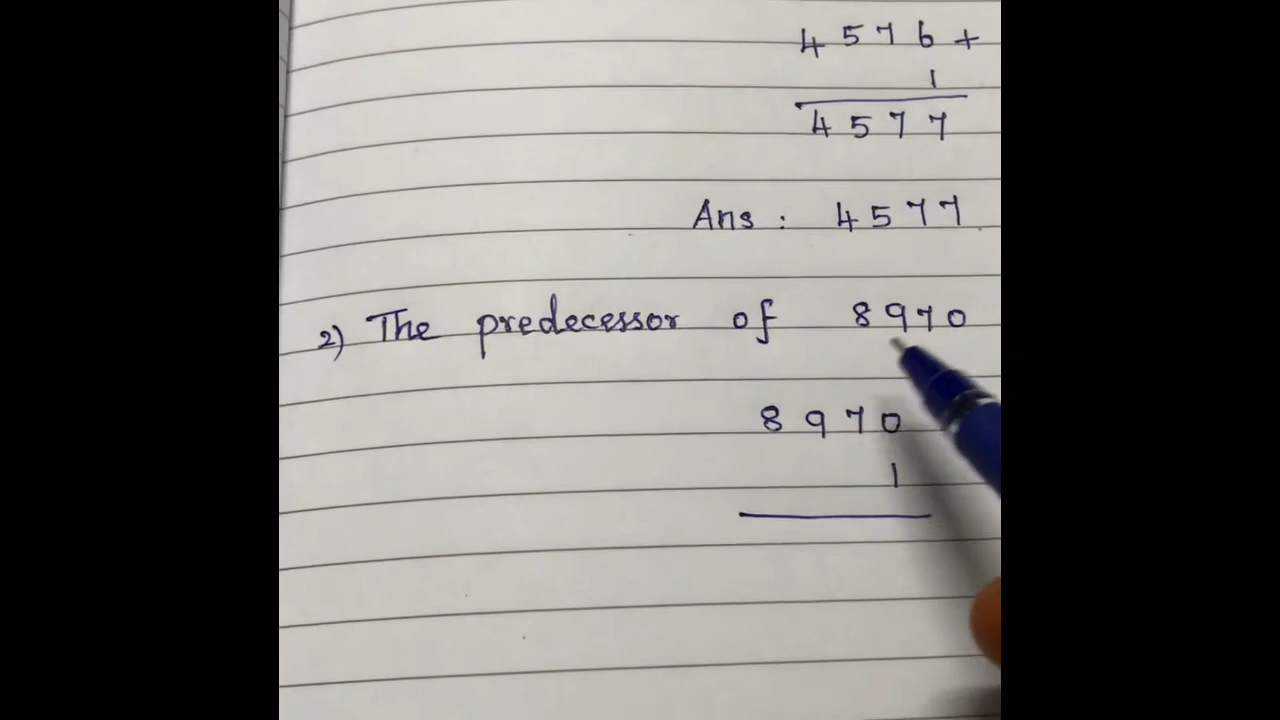 4576+
1
4577
Ans: 4577
2) The predecessor of 8970
8970
1